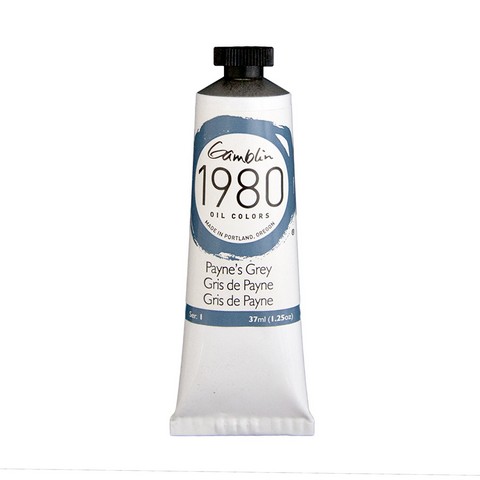 Gamblin
1980
OIL COLORS
MADE IN PORTLAND, OREGON
Payne's Grey
Gris de Payne
Gris de Payne
Ser. 1 37ml (1.25oz)